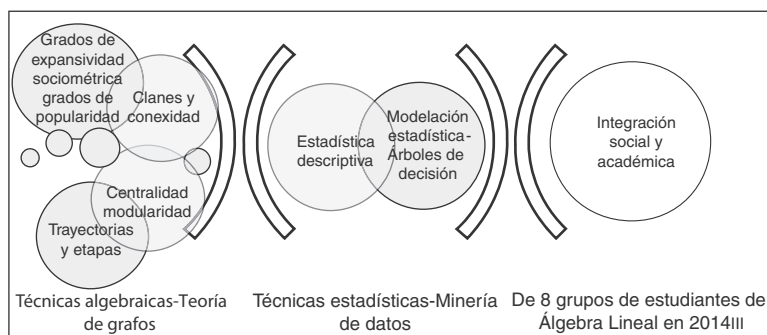 Grados de
expansividad
sociométrica
grados de
popularidad
Clanes y
conexidad
Centralidad
modularidad
Trayectorias
y etapas
Estadística
descriptiva
Modelación
estadística-
Árboles de
decisión
Integración
social y
académica
Técnicas algebraicas-Teoría
de grafos
Técnicas estadísticas-Minería
de datos
De 8 grupos de estudiantes de
Álgebra Lineal en 2014III